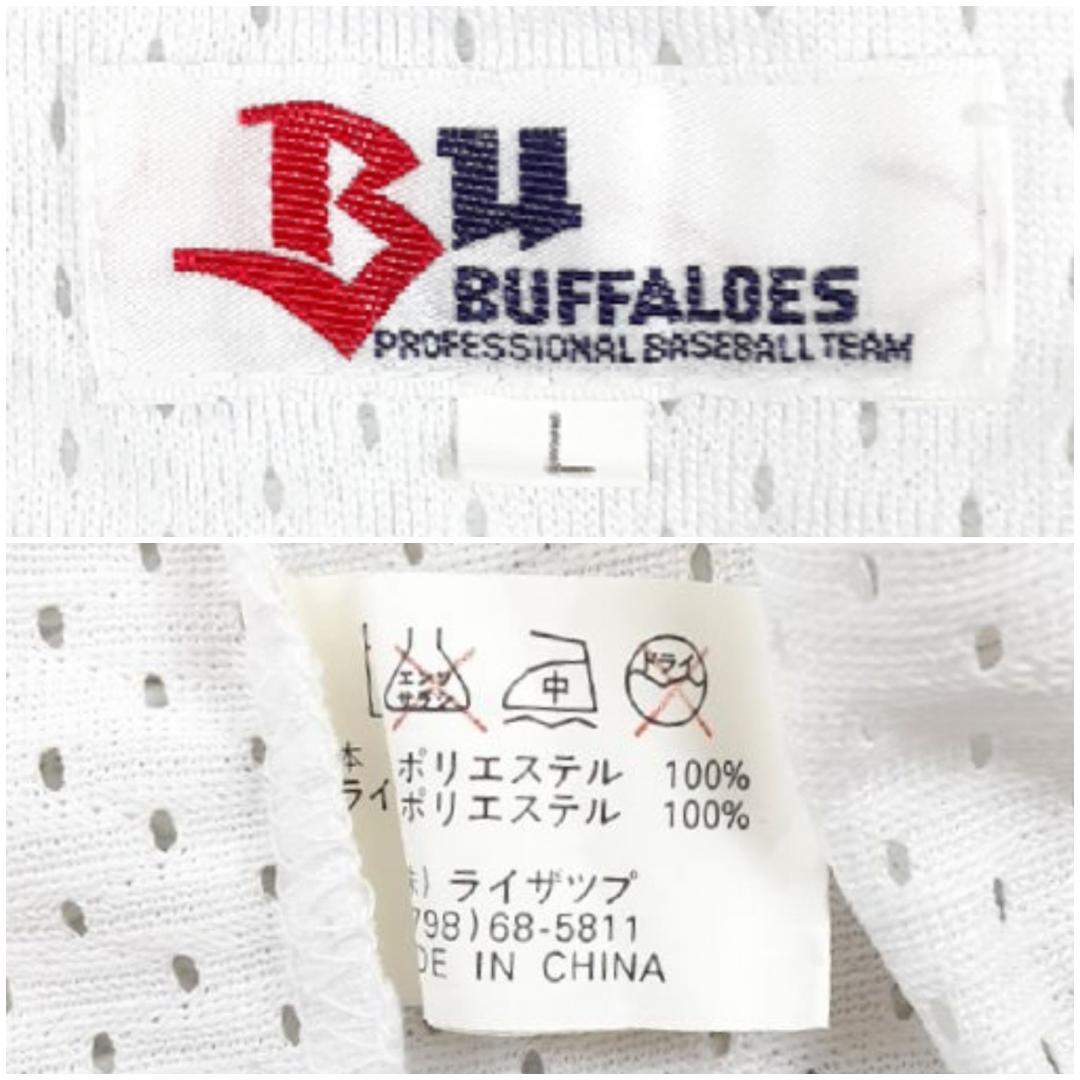 Bu
BUFFALOES
PROFESSIONAL BASEBALL TEAM
L
エンソ
サラシ
中
ドライ
本 ポリエステル 100%
ライ ポリエステル 100%
株) ライザップ
798)68-5811
DE IN CHINA